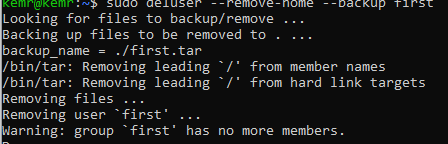 kemr@kemr:~$ sudo deluser --remove-home --backup first
Looking for files to backup/remove ...
Backing up files to be removed to . ...
backup_name = ./first.tar
/bin/tar: Removing leading `/' from member names
/bin/tar: Removing leading `/' from hard link targets
Removing files ...
Removing user `first' ...
Warning: group `first' has no more members.